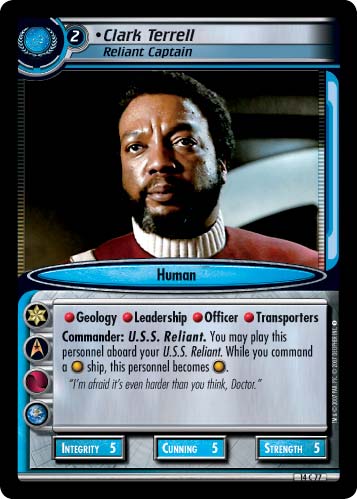 2
•Clark Terrell
Reliant Captain
Human
Geology Leadership Officer Transporters
Commander: U.S.S. Reliant. You may play this
personnel aboard your U.S.S. Reliant. While you command
a ship, this personnel becomes .
"I'm afraid it's even harder than you think, Doctor."
INTEGRITY 5 CUNNING 5 STRENGTH 5
14 C 77